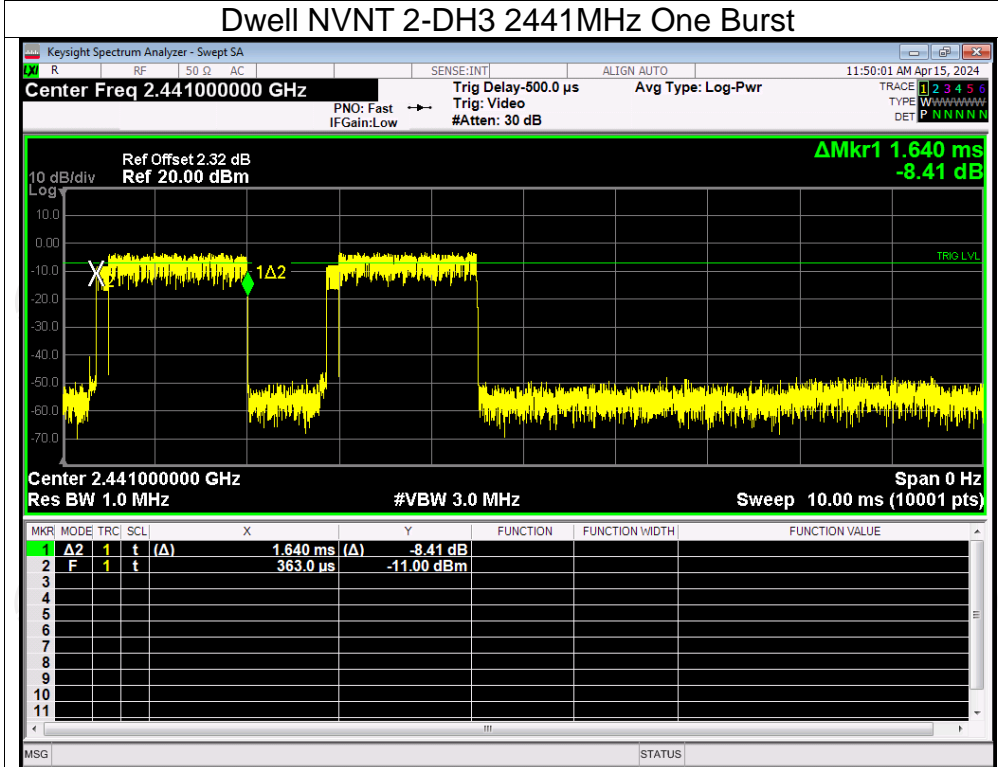 Dwell NVNT 2-DH3 2441MHz One Burst
Keysight Spectrum Analyzer - Swept SA
LXI R RF 50 Ω AC SENSE:INT ALIGN AUTO 11:50:01 AM Apr 15, 2024
Center Freq 2.441000000 GHz Trig Delay-500.0 µs Avg Type: Log-Pwr TRACE 1 2 3 4 5 6
PNO: Fast Trig: Video TYPE WWWWWW
IFGain:Low #Atten: 30 dB DET P N N N N N
ΔMkr1 1.640 ms
-8.41 dB
Ref Offset 2.32 dB
10 dB/div Ref 20.00 dBm
Log
10.0
0.00
TRIG LVL
-10.0
X2
1Δ2
-20.0
-30.0
-40.0
-50.0
-60.0
-70.0
Center 2.441000000 GHz Span 0 Hz
Res BW 1.0 MHz #VBW 3.0 MHz Sweep 10.00 ms (10001 pts)
MKR MODE TRC SCL X Y FUNCTION FUNCTION WIDTH FUNCTION VALUE
1 Δ2 1 t (Δ) 1.640 ms (Δ) -8.41 dB
2 F 1 t 363.0 µs -11.00 dBm
3
4
5
6
7
8
9
10
11
MSG STATUS